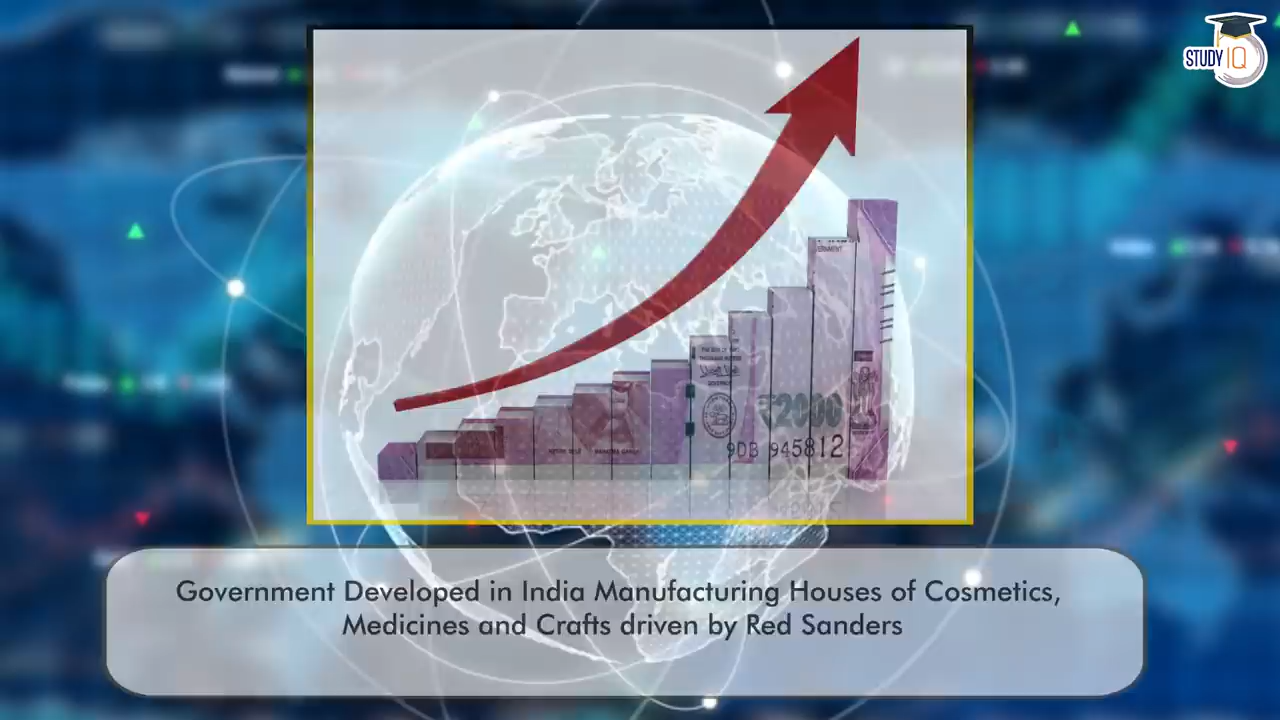 STUDY IQ
ERNMENT
₹2000
9DB 945812
Government Developed in India Manufacturing Houses of Cosmetics,
Medicines and Crafts driven by Red Sanders